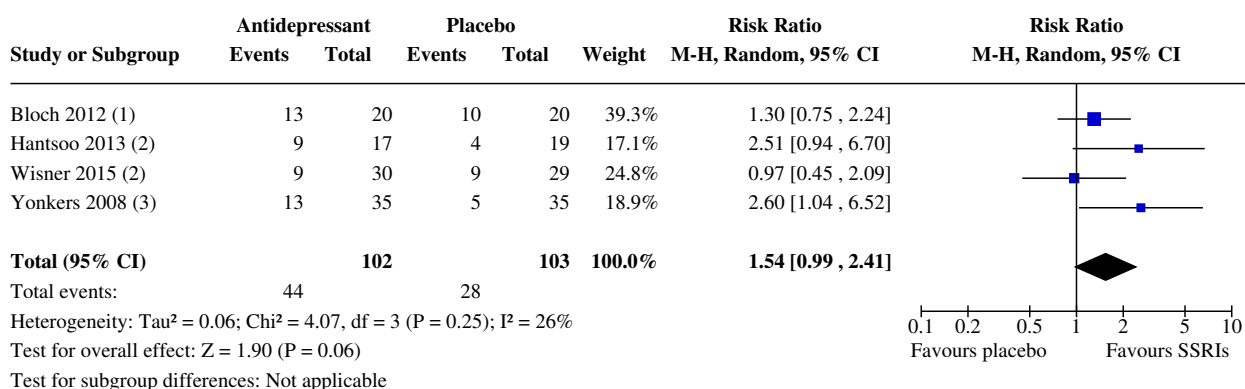 Antidepressant Placebo Risk Ratio Risk Ratio
Study or Subgroup Events Total Events Total Weight M-H, Random, 95% CI M-H, Random, 95% CI
Bloch 2012 (1) 13 20 10 20 39.3% 1.30 [0.75 , 2.24]
Hantsoo 2013 (2) 9 17 4 19 17.1% 2.51 [0.94 , 6.70]
Wisner 2015 (2) 9 30 9 29 24.8% 0.97 [0.45 , 2.09]
Yonkers 2008 (3) 13 35 5 35 18.9% 2.60 [1.04 , 6.52]
Total (95% CI) 102 103 100.0% 1.54 [0.99 , 2.41]
Total events: 44 28
Heterogeneity: Tau² = 0.06; Chi² = 4.07, df = 3 (P = 0.25); I² = 26%
0.1 0.2 0.5 1 2 5 10
Test for overall effect: Z = 1.90 (P = 0.06) Favours placebo Favours SSRIs
Test for subgroup differences: Not applicable